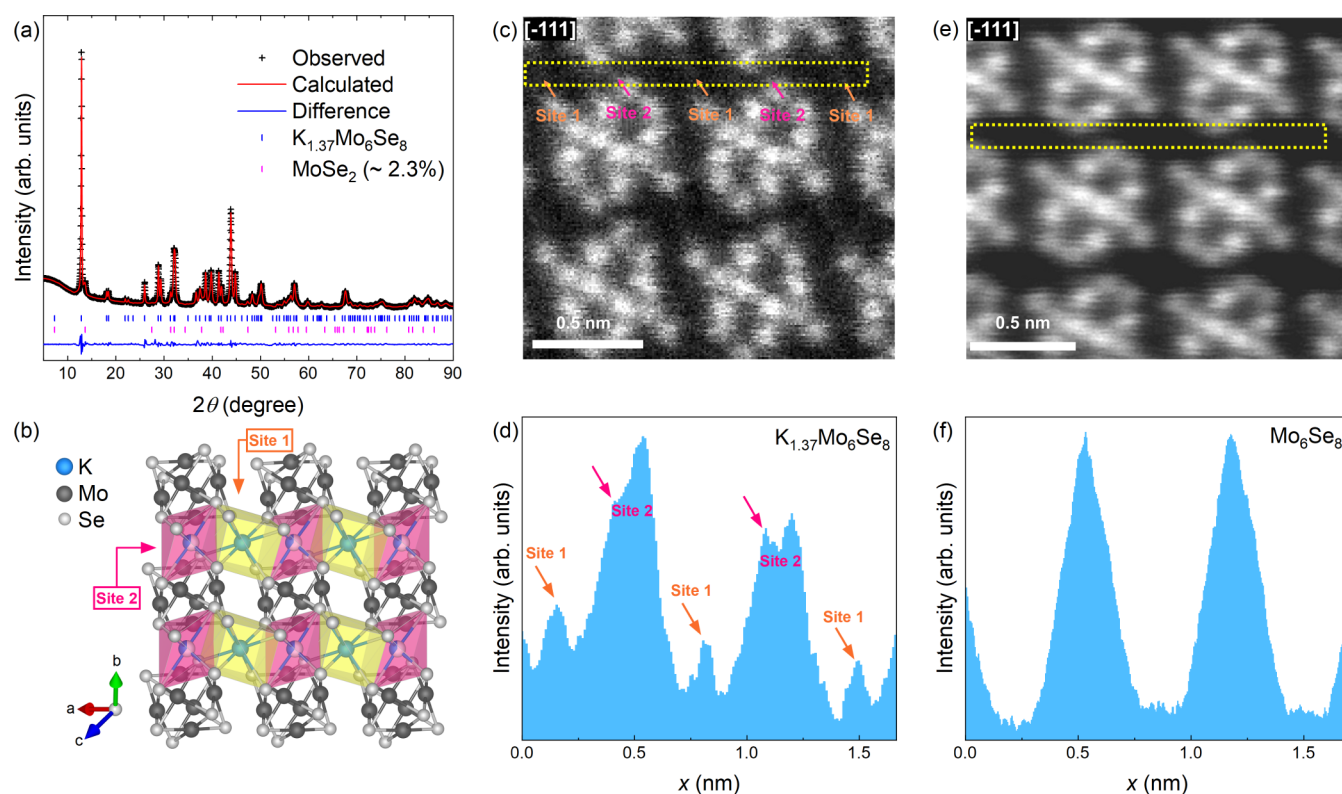 (a)
Observed
Calculated
Difference
K1.37Mo6Se8
MoSe2 (~ 2.3%)
Intensity (arb. units)
10 20 30 40 50 60 70 80 90
2θ (degree)
(b)
Site 1
K
Mo
Se
Site 2
b
a
c
(c)
[-111]
Site 1 Site 2 Site 1 Site 2 Site 1
0.5 nm
(d)
K1.37Mo6Se8
Site 2
Site 2
Site 1
Site 1
Site 1
Intensity (arb. units)
0.0 0.5 1.0 1.5
x (nm)
(e)
[-111]
0.5 nm
(f)
Mo6Se8
Intensity (arb. units)
0.0 0.5 1.0 1.5
x (nm)